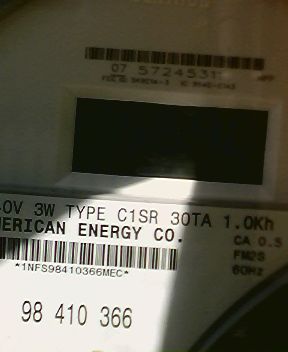 07 57245311
0V 3W TYPE C1SR 30TA 1.0Kh
ERICAN ENERGY CO.
CA 0.5
FM2S
60Hz
*1NFS98410366MEC*
98 410 366